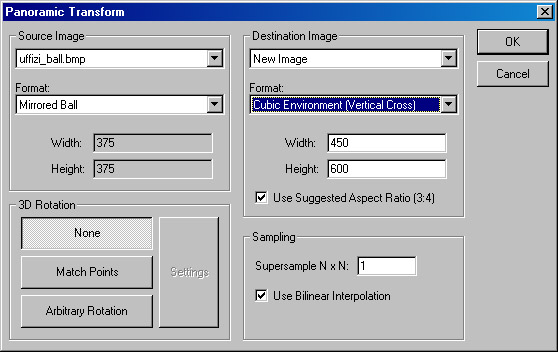 Panoramic Transform
Source Image
uffizi_ball.bmp
Format:
Mirrored Ball
Width: 375
Height: 375
3D Rotation
None
Match Points
Arbitrary Rotation
Settings
Destination Image
New Image
Format:
Cubic Environment (Vertical Cross)
Width: 450
Height: 600
Use Suggested Aspect Ratio (3:4)
Sampling
Supersample N x N: 1
Use Bilinear Interpolation
OK
Cancel